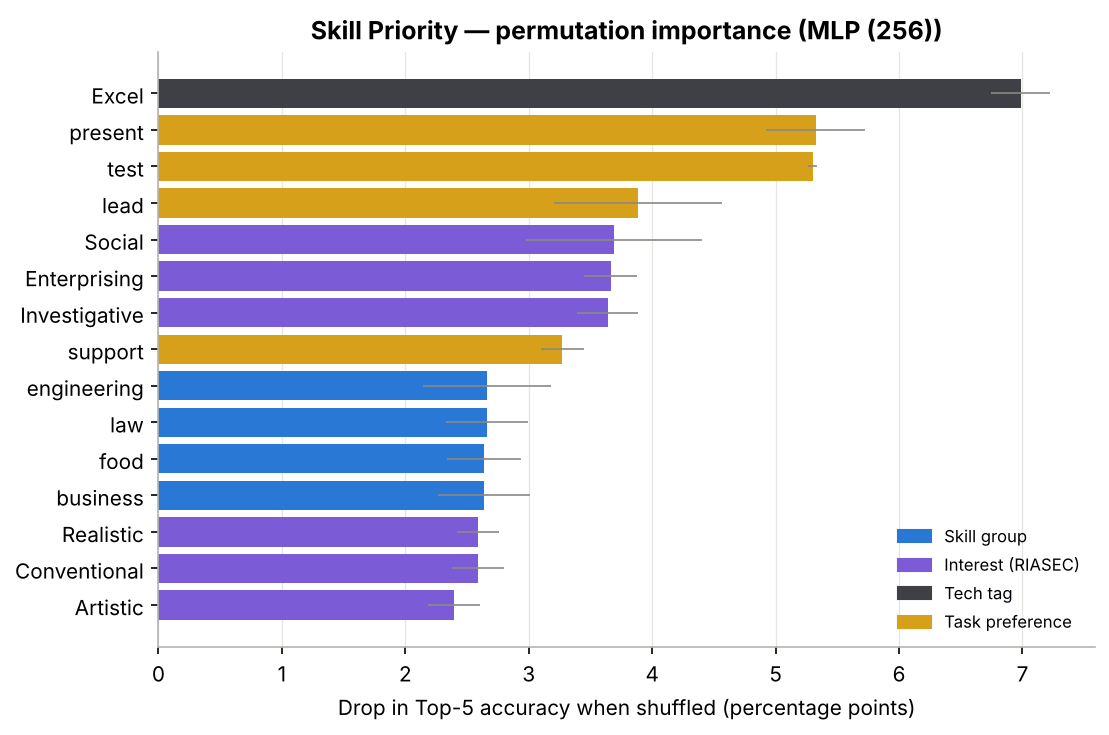 Skill Priority — permutation importance (MLP (256))
Excel
present
test
lead
Social
Enterprising
Investigative
support
engineering
law
food
business
Realistic
Conventional
Artistic
Skill group
Interest (RIASEC)
Tech tag
Task preference
0 1 2 3 4 5 6 7
Drop in Top-5 accuracy when shuffled (percentage points)